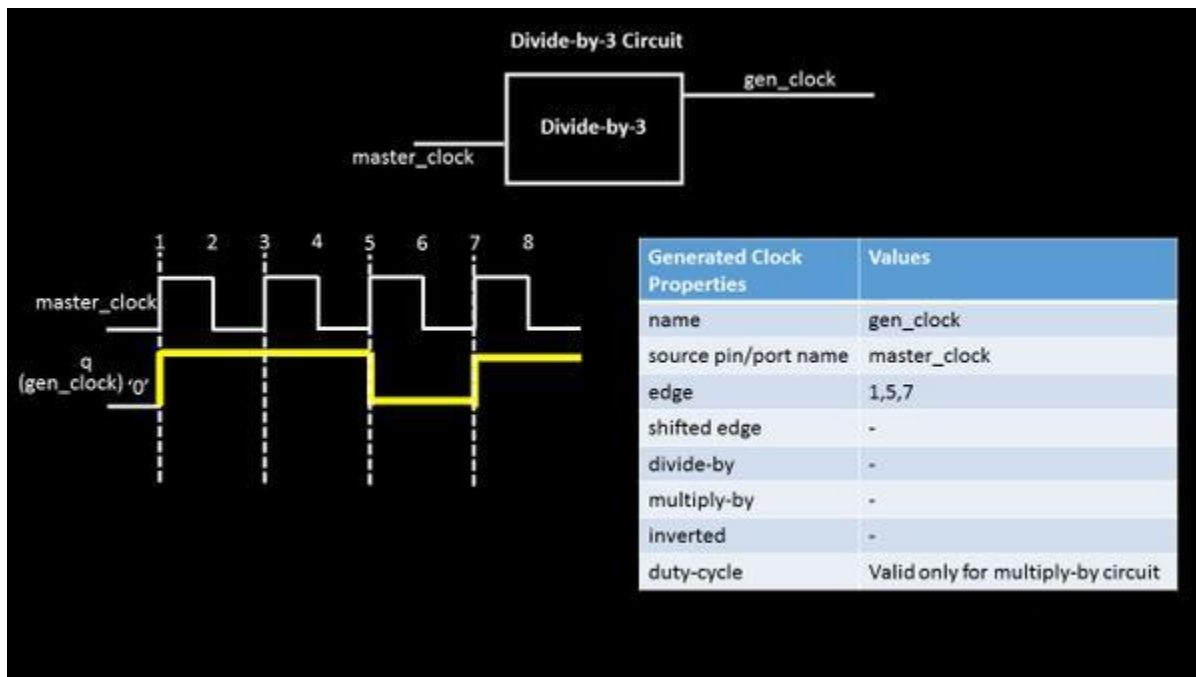 Divide-by-3 Circuit
gen_clock
Divide-by-3
master_clock
1 2 3 4 5 6 7 8
master_clock
q
(gen_clock) ‘0’
Generated Clock Properties Values
name gen_clock
source pin/port name master_clock
edge 1,5,7
shifted edge -
divide-by -
multiply-by -
inverted -
duty-cycle Valid only for multiply-by circuit